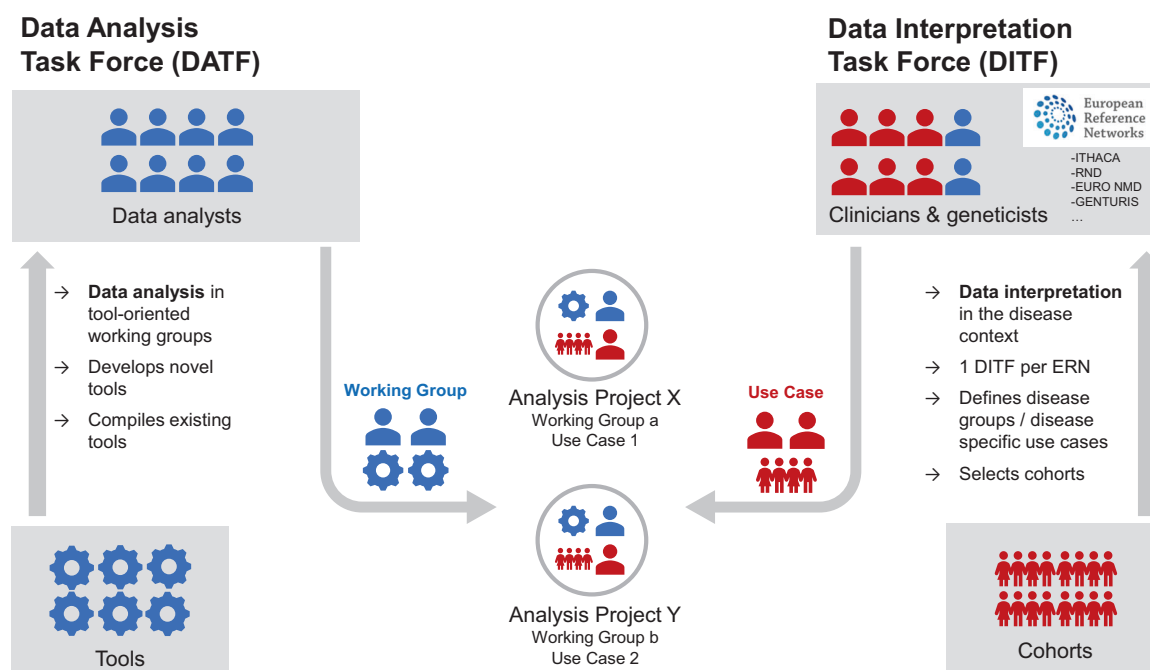 Data Analysis
Task Force (DATF)
Data analysts
→ Data analysis in
tool-oriented
working groups
→ Develops novel
tools
→ Compiles existing
tools
Tools
Working Group
Analysis Project X
Working Group a
Use Case 1
Analysis Project Y
Working Group b
Use Case 2
Use Case
Data Interpretation
Task Force (DITF)
European
Reference
Networks
-ITHACA
-RND
-EURO NMD
-GENTURIS
...
Clinicians & geneticists
→ Data interpretation
in the disease
context
→ 1 DITF per ERN
→ Defines disease
groups / disease
specific use cases
→ Selects cohorts
Cohorts